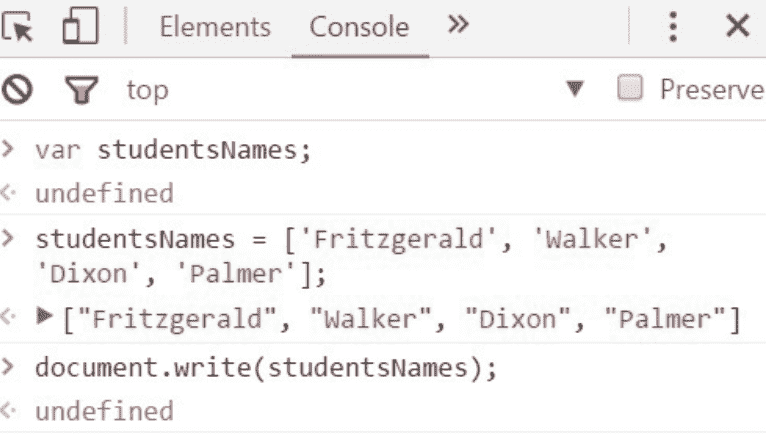 Elements Console
top Preserve
var studentsNames;
undefined
studentsNames = ['Fritzgerald', 'Walker',
'Dixon', 'Palmer'];
["Fritzgerald", "Walker", "Dixon", "Palmer"]
document.write(studentsNames);
undefined